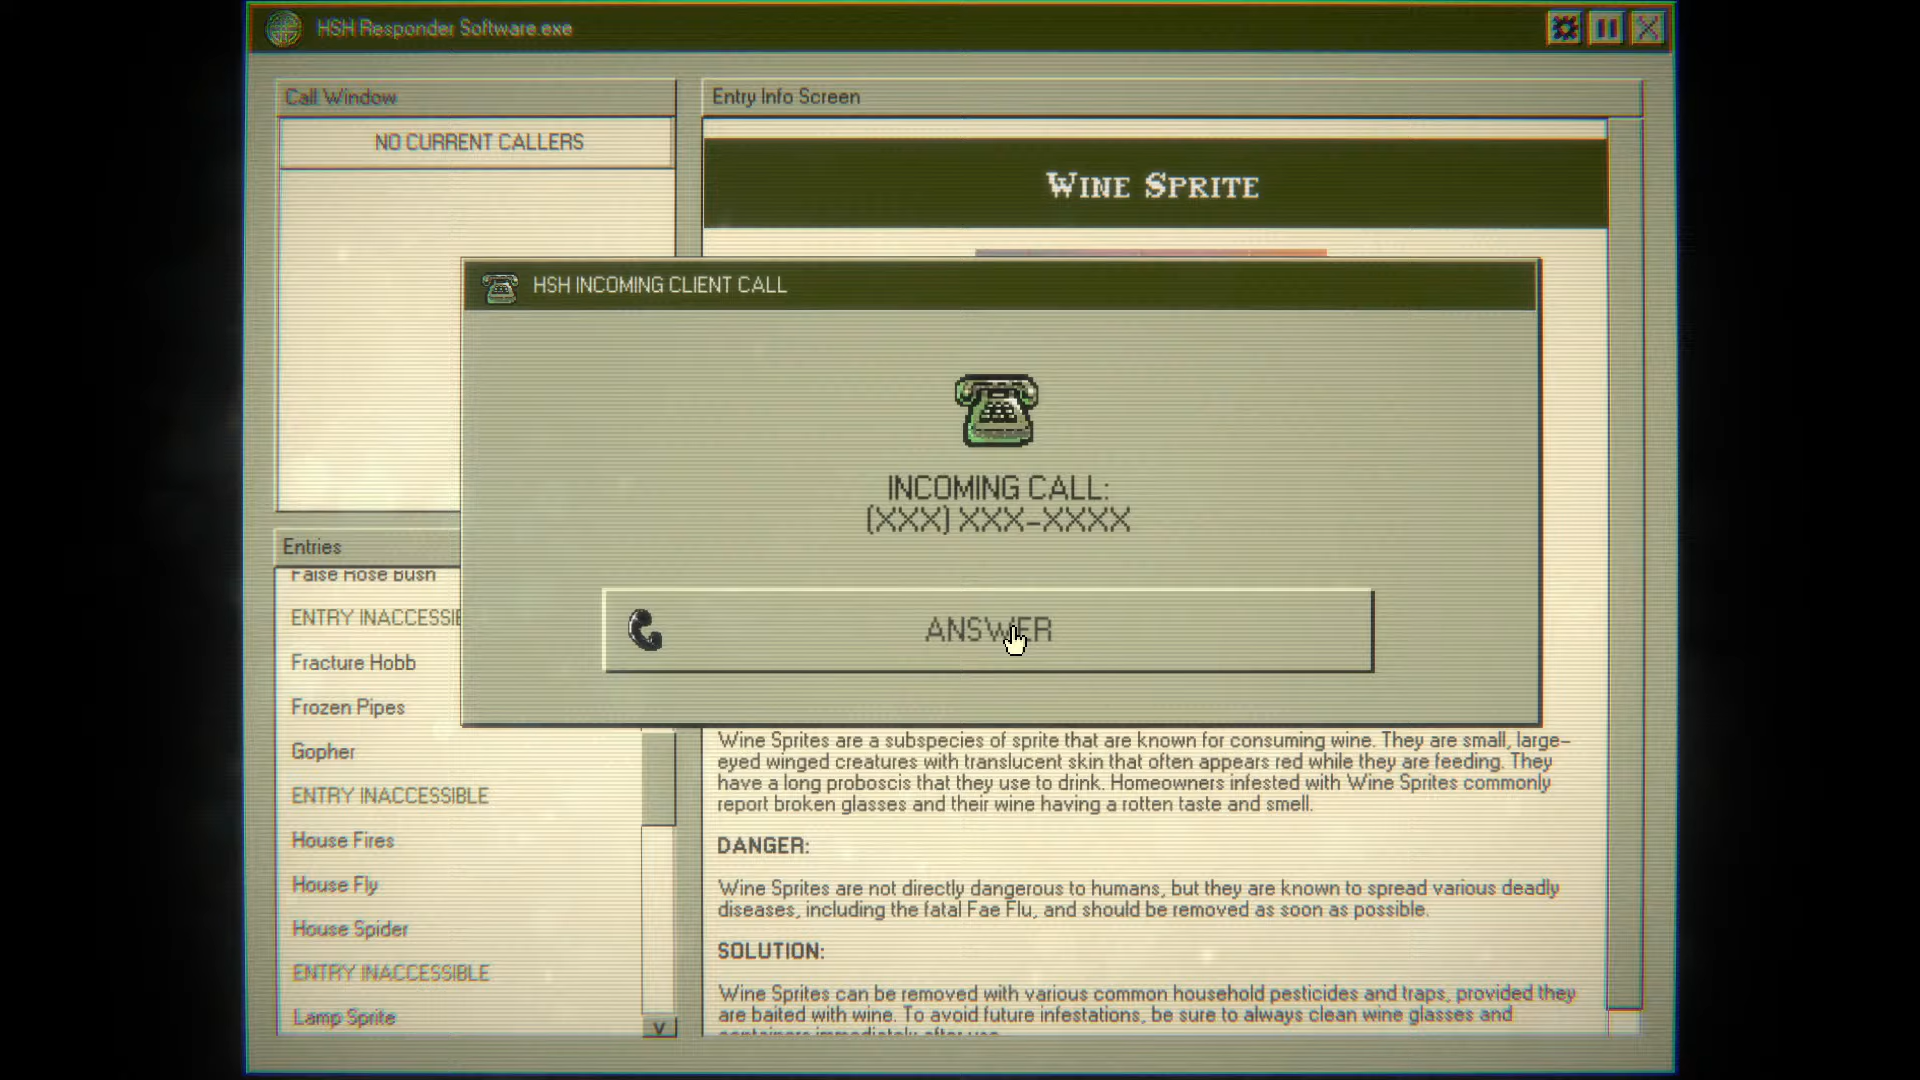 HSH Responder Software.exe
Call Window
NO CURRENT CALLERS
Entry Info Screen
WINE SPRITE
HSH INCOMING CLIENT CALL
INCOMING CALL:
(XXX) XXX-XXXX
ANSWER
Entries
False Rose Bush
ENTRY INACCESSIB
Fracture Hobb
Frozen Pipes
Gopher
ENTRY INACCESSIBLE
House Fires
House Fly
House Spider
ENTRY INACCESSIBLE
Lamp Sprite
V
Wine Sprites are a subspecies of sprite that are known for consuming wine. They are small, large-
eyed winged creatures with translucent skin that often appears red while they are feeding. They
have a long proboscis that they use to drink. Homeowners infested with Wine Sprites commonly
report broken glasses and their wine having a rotten taste and smell.
DANGER:
Wine Sprites are not directly dangerous to humans, but they are known to spread various deadly
diseases, including the fatal Fae Flu, and should be removed as soon as possible.
SOLUTION:
Wine Sprites can be removed with various common household pesticides and traps, provided they
are baited with wine. To avoid future infestations, be sure to always clean wine glasses and
containers immediately after use.